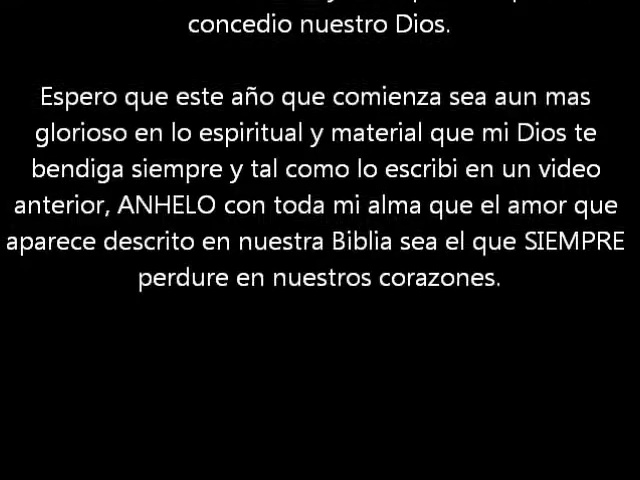 concedio nuestro Dios.
Espero que este año que comienza sea aun mas
glorioso en lo espiritual y material que mi Dios te
bendiga siempre y tal como lo escribi en un video
anterior, ANHELO con toda mi alma que el amor que
aparece descrito en nuestra Biblia sea el que SIEMPRE
perdure en nuestros corazones.